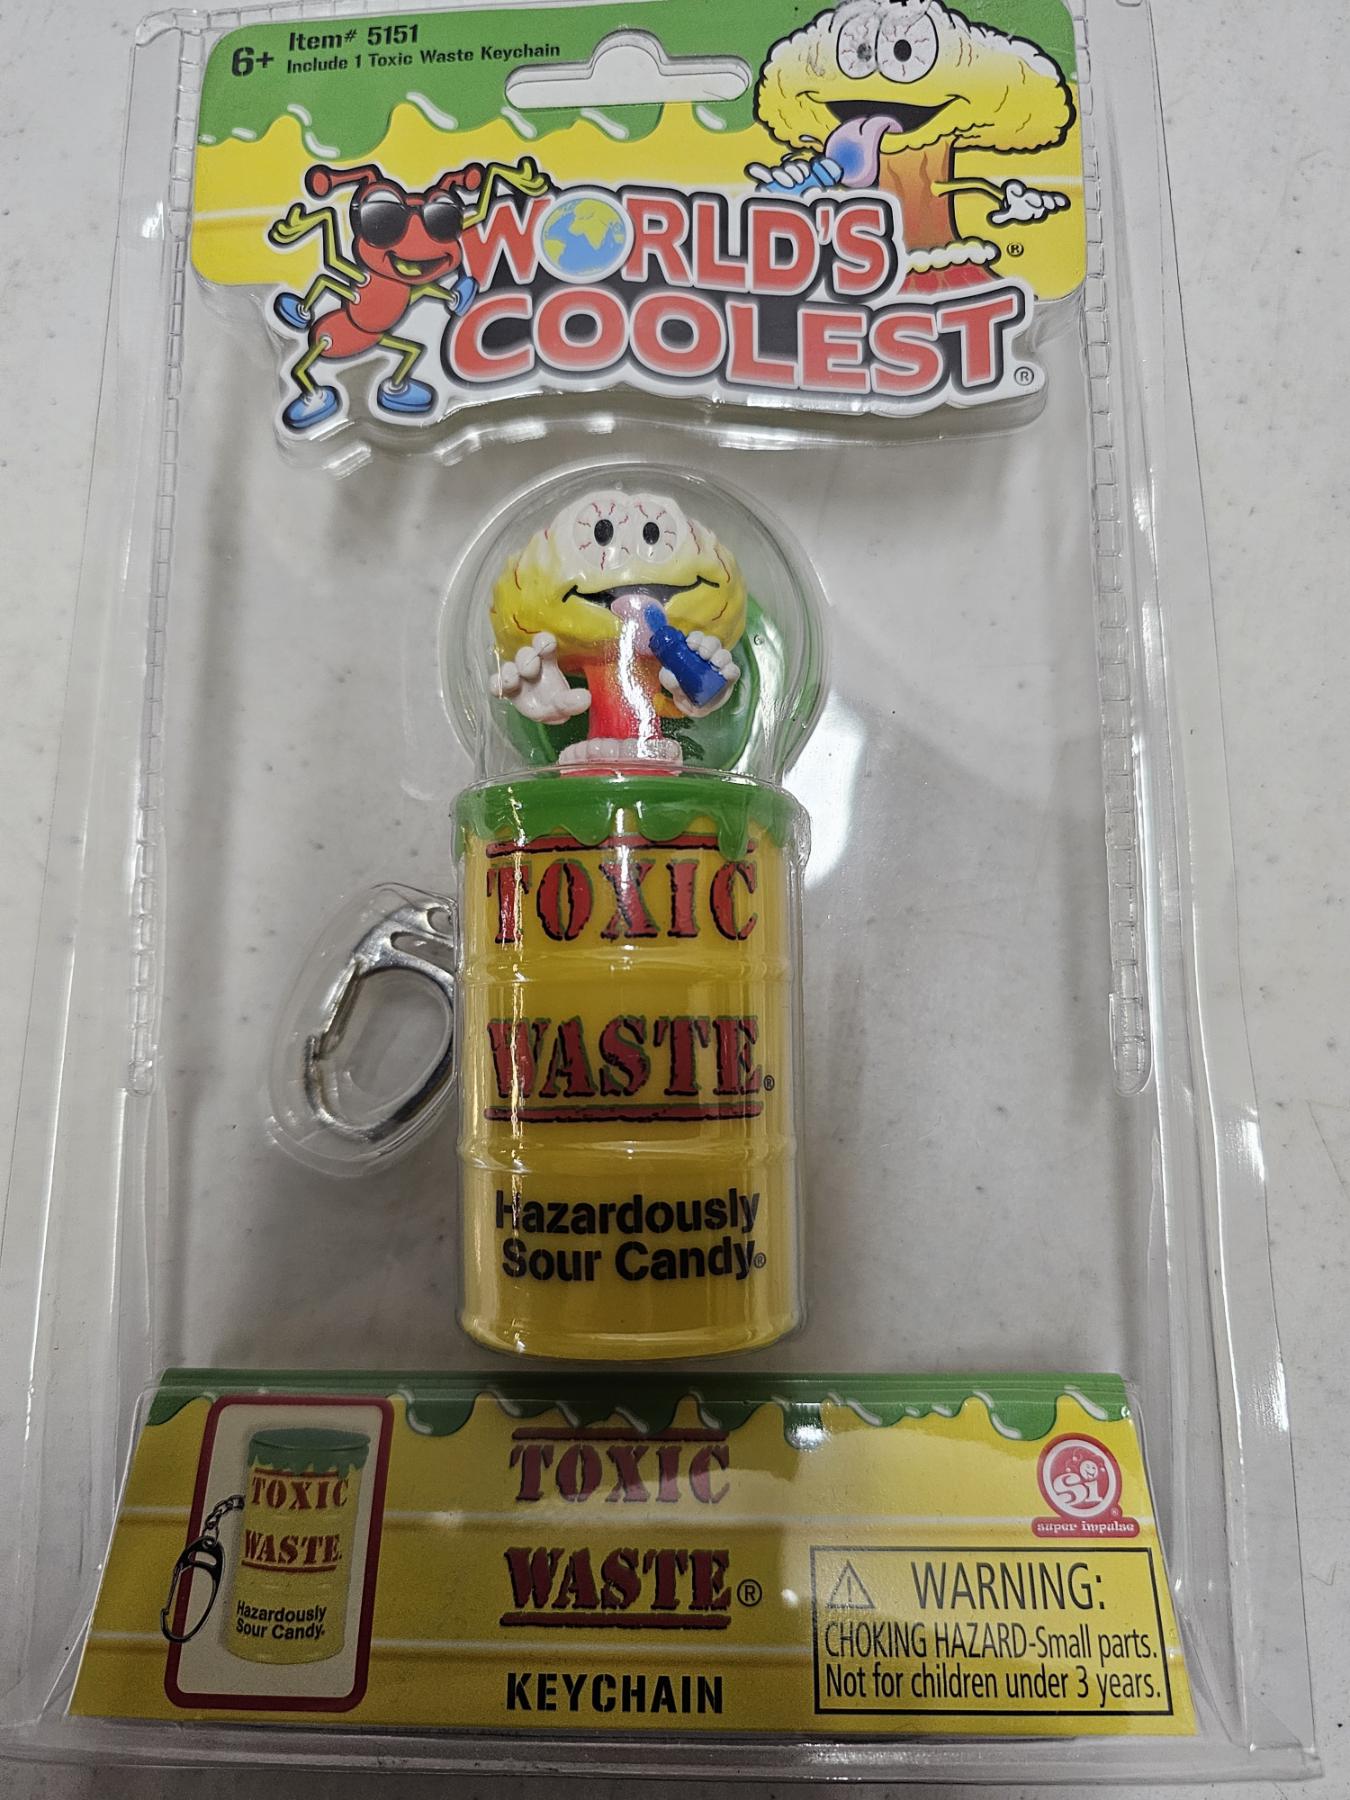 6+
Item# 5151
Include 1 Toxic Waste Keychain
WORLD'S
COOLEST®
®
TOXIC
WASTE®
Hazardously
Sour Candy®
TOXIC
WASTE
Hazardously
Sour Candy
TOXIC
WASTE®
KEYCHAIN
Si®
super impulse
WARNING:
CHOKING HAZARD-Small parts.
Not for children under 3 years.